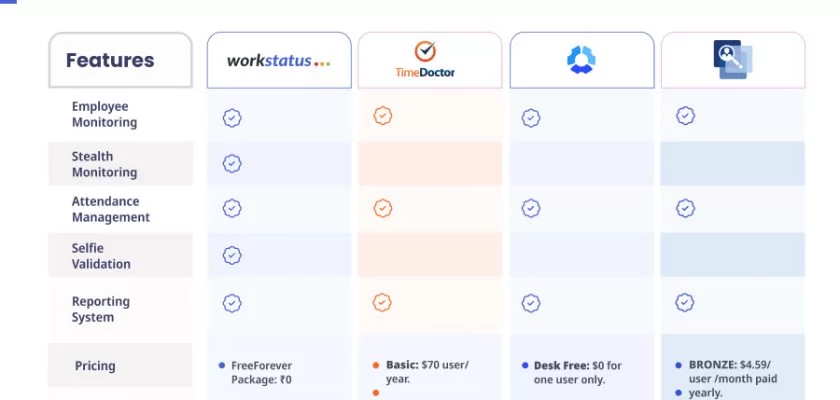 Features
workstatus
TimeDoctor
Employee
Monitoring
Stealth
Monitoring
Attendance
Management
Selfie
Validation
Reporting
System
Pricing
FreeForever
Package: ₹0
Basic: $70 user/
year.
Desk Free: $0 for
one user only.
BRONZE: $4.59/
user /month paid
yearly.